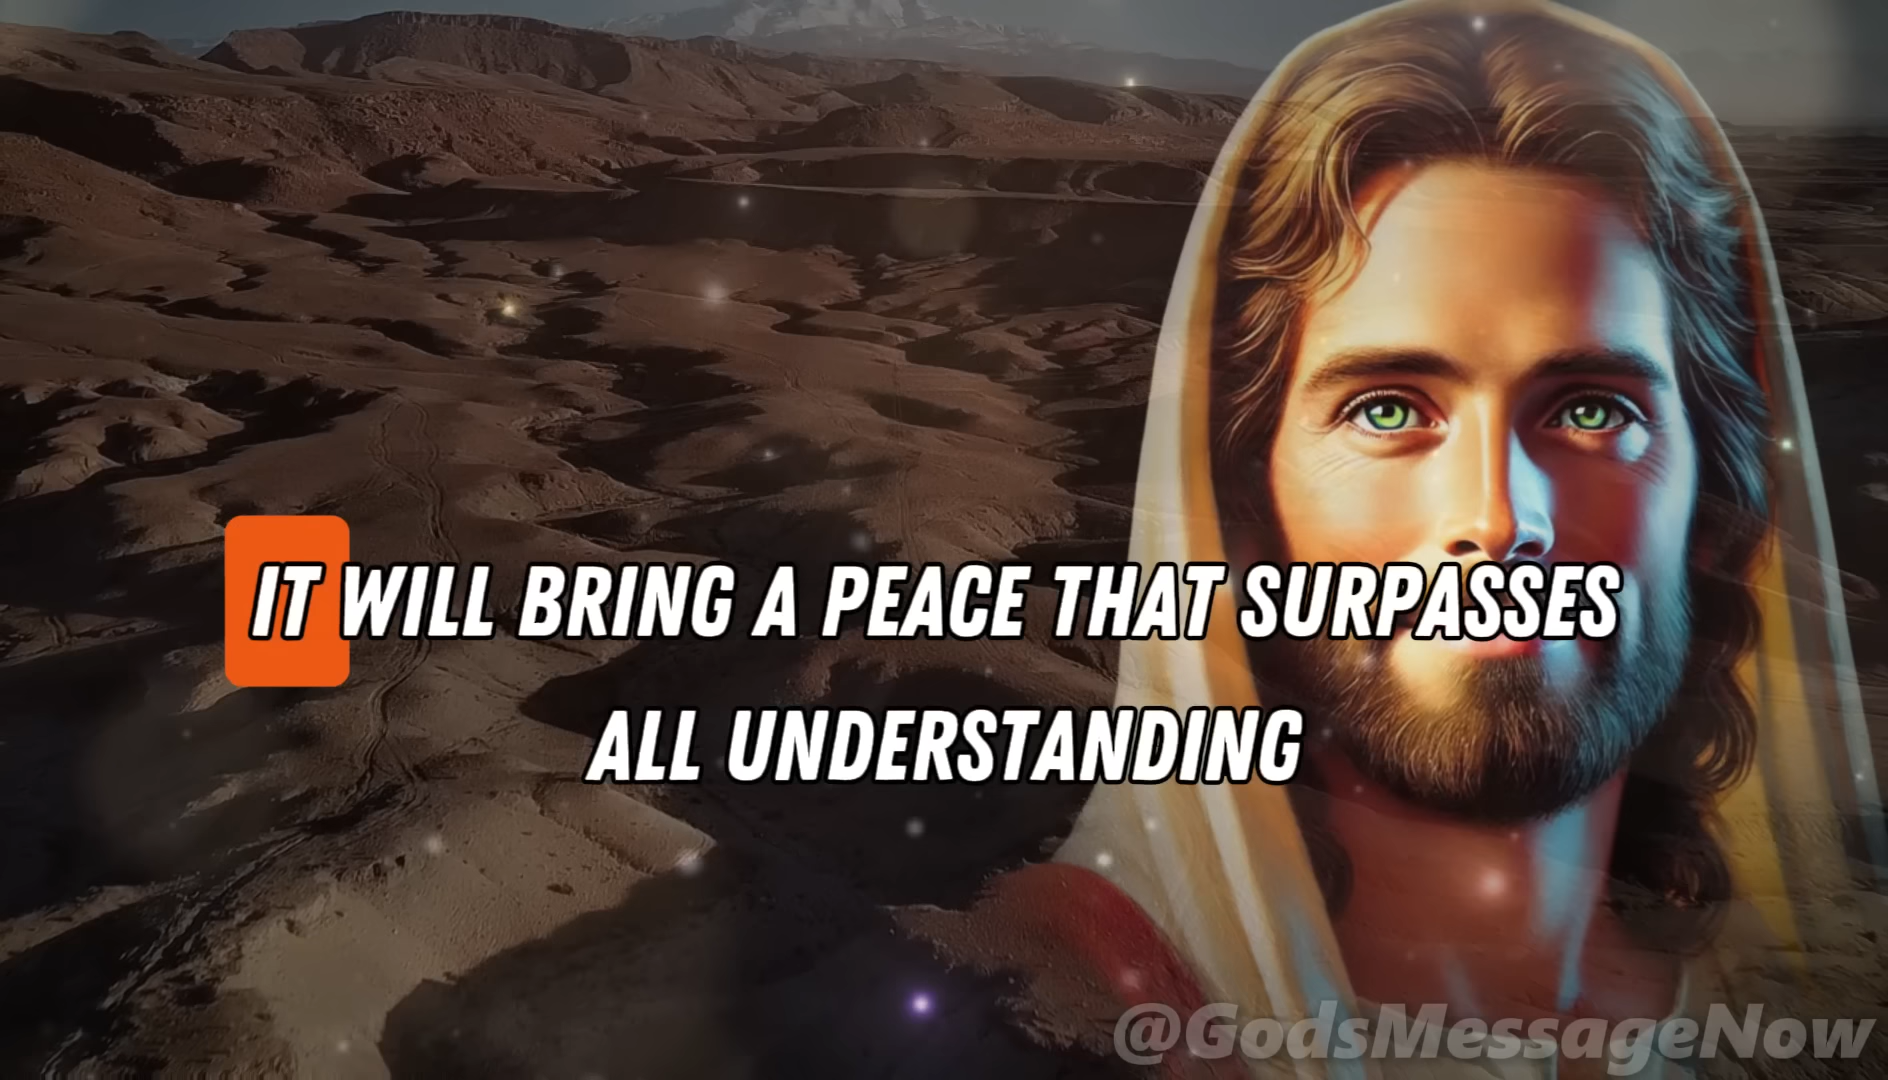 IT WILL BRING A PEACE THAT SURPASSES
ALL UNDERSTANDING
@GodsMessageNow